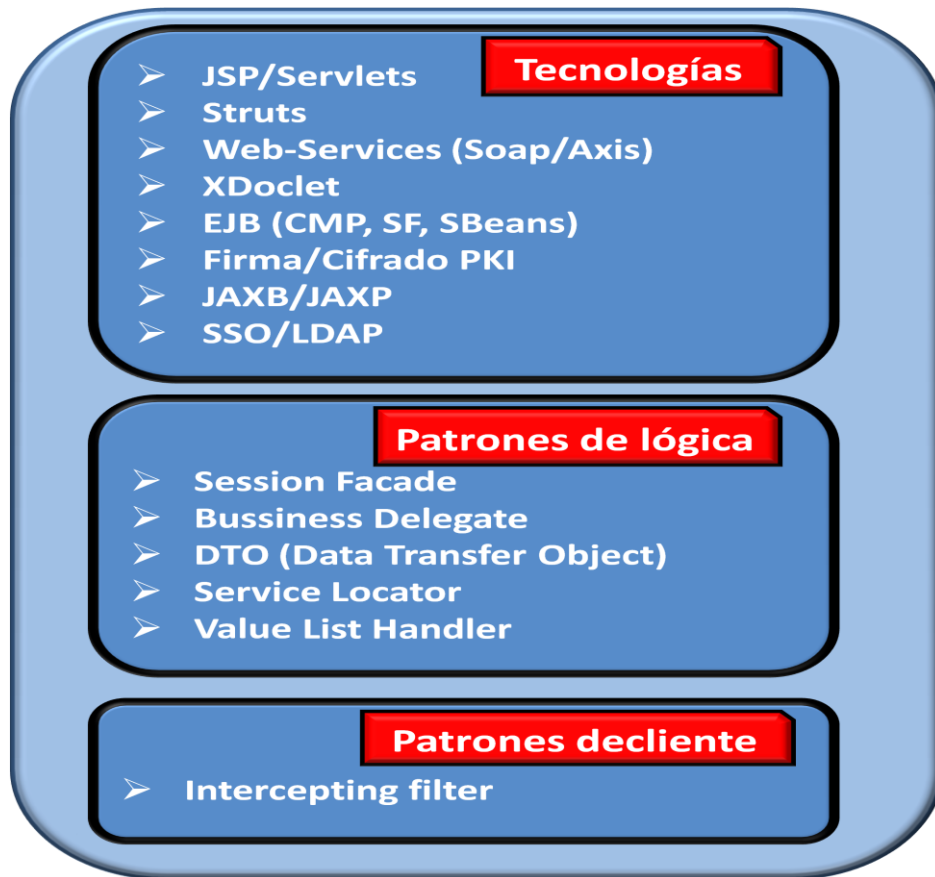 Tecnologías
JSP/Servlets
Struts
Web-Services (Soap/Axis)
XDoclet
EJB (CMP, SF, SBeans)
Firma/Cifrado PKI
JAXB/JAXP
SSO/LDAP
Patrones de lógica
Session Facade
Bussiness Delegate
DTO (Data Transfer Object)
Service Locator
Value List Handler
Patrones decliente
Intercepting filter